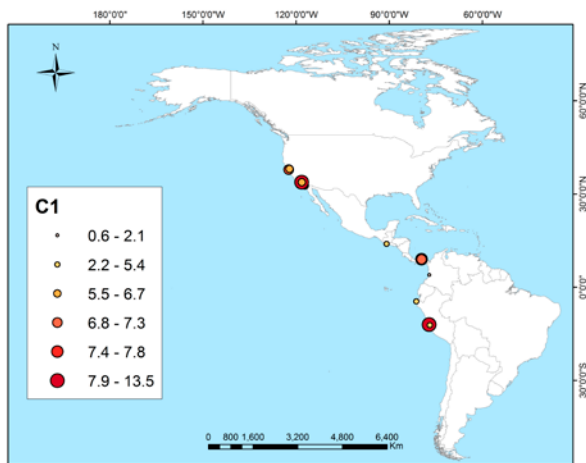 180°0'0" 120°0'0"W 90°0'0"W 60°0'0"W
N
60°0'0"N
30°0'0"N
0°0'0"
30°0'0"S
C1
0.6 - 2.1
2.2 - 5.4
5.5 - 6.7
6.8 - 7.3
7.4 - 7.8
7.9 - 13.5
0 800 1,600 3,200 4,800 6,400
Km